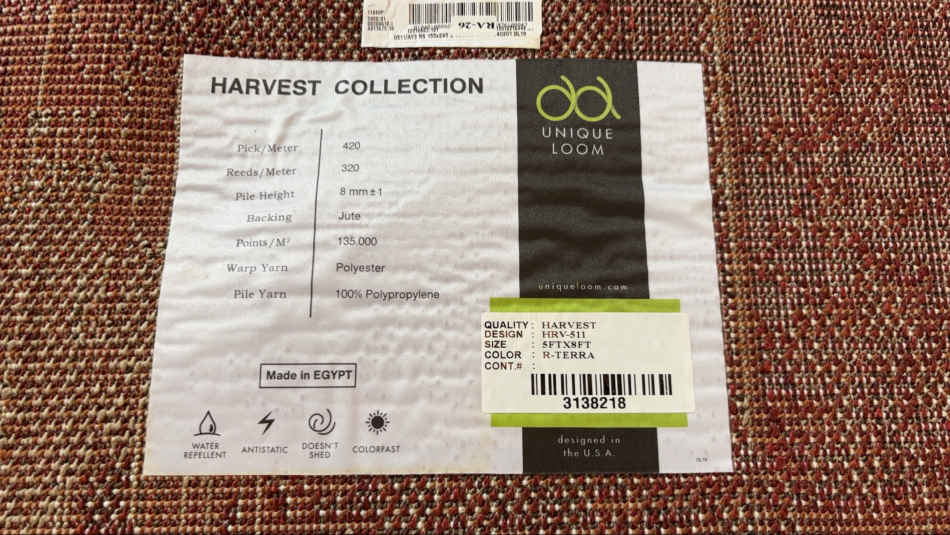 RA-26
HARVEST COLLECTION
Pick/Meter 420
Reeds/Meter 320
Pile Height 8 mm ± 1
Backing Jute
Points/M² 135.000
Warp Yarn Polyester
Pile Yarn 100% Polypropylene
Made in EGYPT
WATER REPELLENT
ANTISTATIC
DOESN'T SHED
COLORFAST
UNIQUE
LOOM
uniqueloom.com
QUALITY : HARVEST
DESIGN : HRV-511
SIZE : 5FTX8FT
COLOR : R-TERRA
CONT.# :
3138218
designed in
the U.S.A.